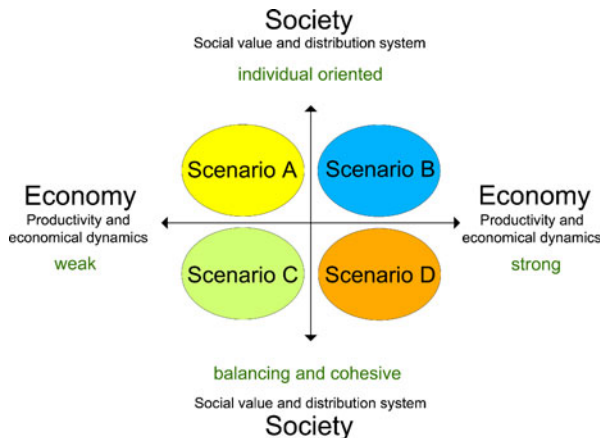 Society
Social value and distribution system
individual oriented
Scenario A
Scenario B
Economy
Productivity and
economical dynamics
weak
Economy
Productivity and
economical dynamics
strong
Scenario C
Scenario D
balancing and cohesive
Social value and distribution system
Society